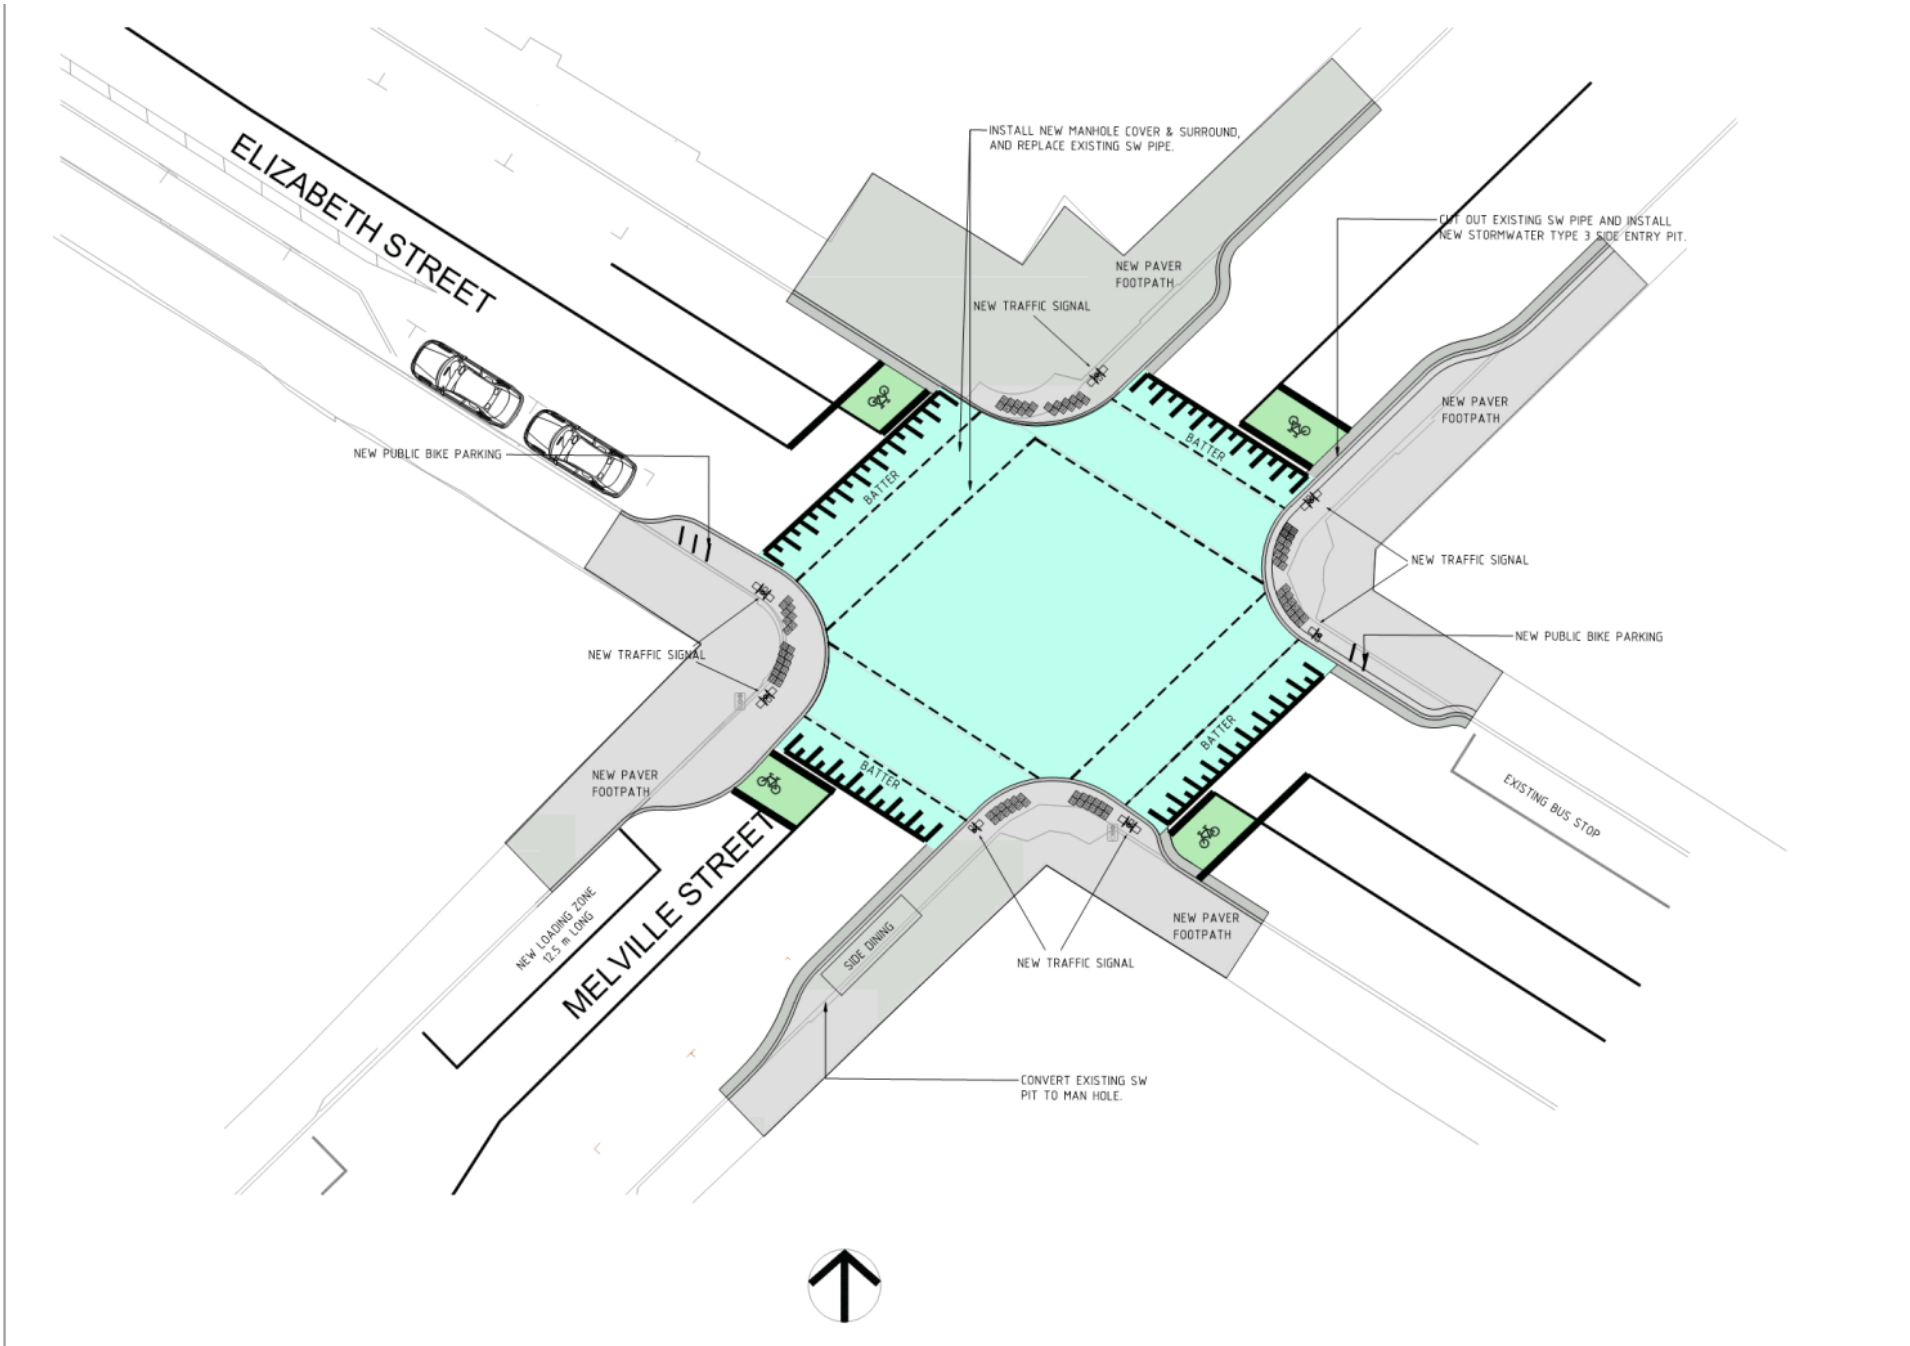 INSTALL NEW MANHOLE COVER & SURROUND,
AND REPLACE EXISTING SW PIPE.
ELIZABETH STREET
CUT OUT EXISTING SW PIPE AND INSTALL
NEW STORMWATER TYPE 3 SIDE ENTRY PIT.
NEW PAVER
FOOTPATH
NEW TRAFFIC SIGNAL
NEW PAVER
FOOTPATH
BATTER
NEW PUBLIC BIKE PARKING
BATTER
NEW TRAFFIC SIGNAL
NEW PUBLIC BIKE PARKING
NEW TRAFFIC SIGNAL
BATTER
NEW PAVER
FOOTPATH
BATTER
EXISTING BUS STOP
MELVILLE STREET
NEW LOADING ZONE
12.5 m LONG
SIDE DINING
NEW PAVER
FOOTPATH
NEW TRAFFIC SIGNAL
CONVERT EXISTING SW
PIT TO MAN HOLE.